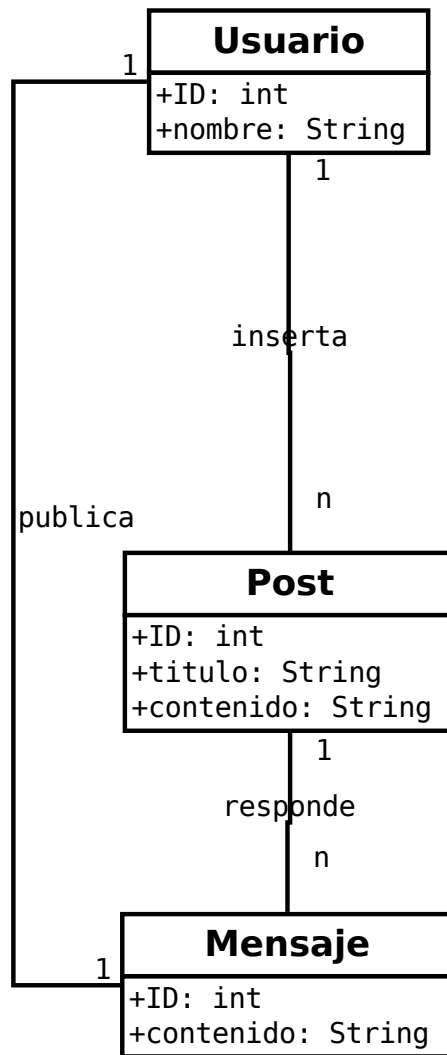 Usuario
1
+ID: int
+nombre: String
1
inserta
n
publica
Post
+ID: int
+titulo: String
+contenido: String
1
responde
n
Mensaje
1
+ID: int
+contenido: String